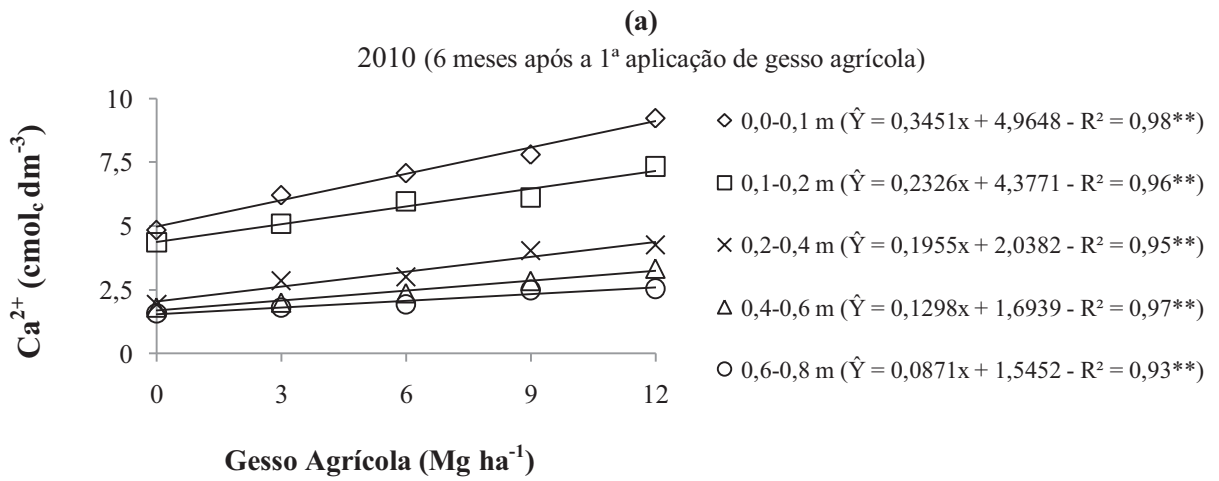 (a)
2010 (6 meses após a 1ª aplicação de gesso agrícola)
Ca²⁺ (cmol_c dm⁻³)
10
7,5
5
2,5
0
0 3 6 9 12
Gesso Agrícola (Mg ha⁻¹)
◇ 0,0-0,1 m (Ŷ = 0,3451x + 4,9648 - R² = 0,98**)
□ 0,1-0,2 m (Ŷ = 0,2326x + 4,3771 - R² = 0,96**)
× 0,2-0,4 m (Ŷ = 0,1955x + 2,0382 - R² = 0,95**)
△ 0,4-0,6 m (Ŷ = 0,1298x + 1,6939 - R² = 0,97**)
○ 0,6-0,8 m (Ŷ = 0,0871x + 1,5452 - R² = 0,93**)